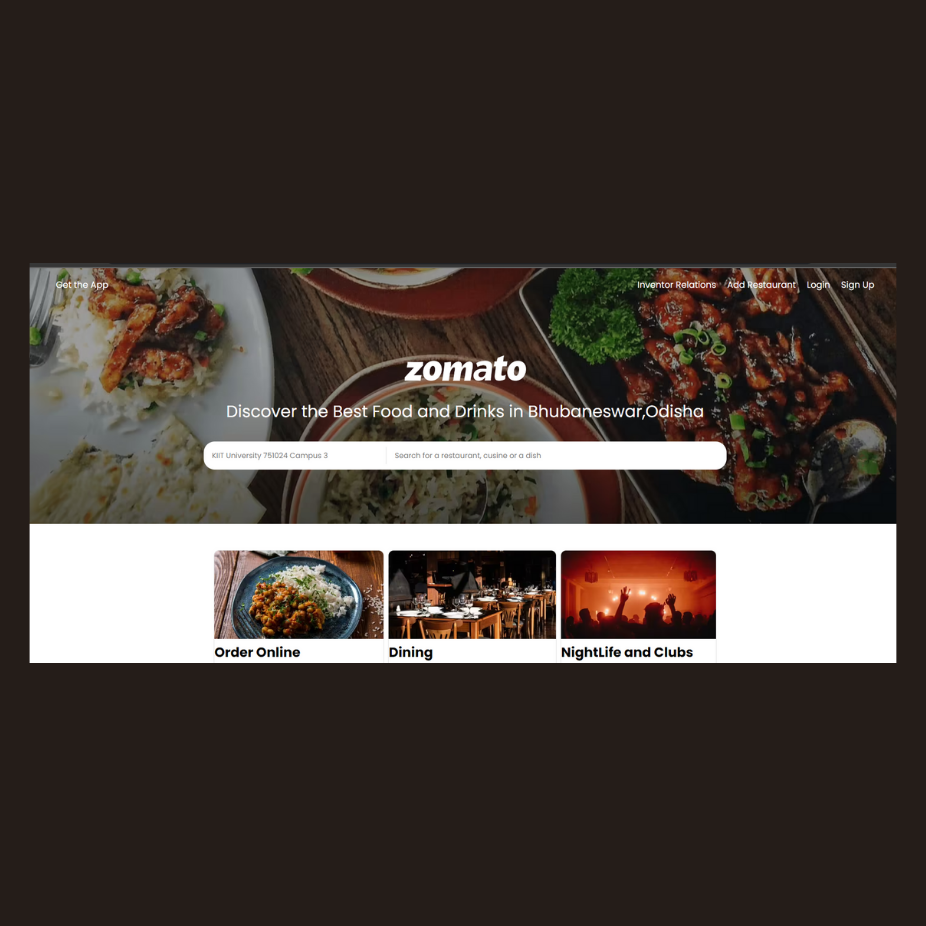 Get the App
Inventor Relations Add Restaurant Login Sign Up
zomato
Discover the Best Food and Drinks in Bhubaneswar,Odisha
KIIT University 751024 Campus 3
Search for a restaurant, cusine or a dish
Order Online
Dining
NightLife and Clubs